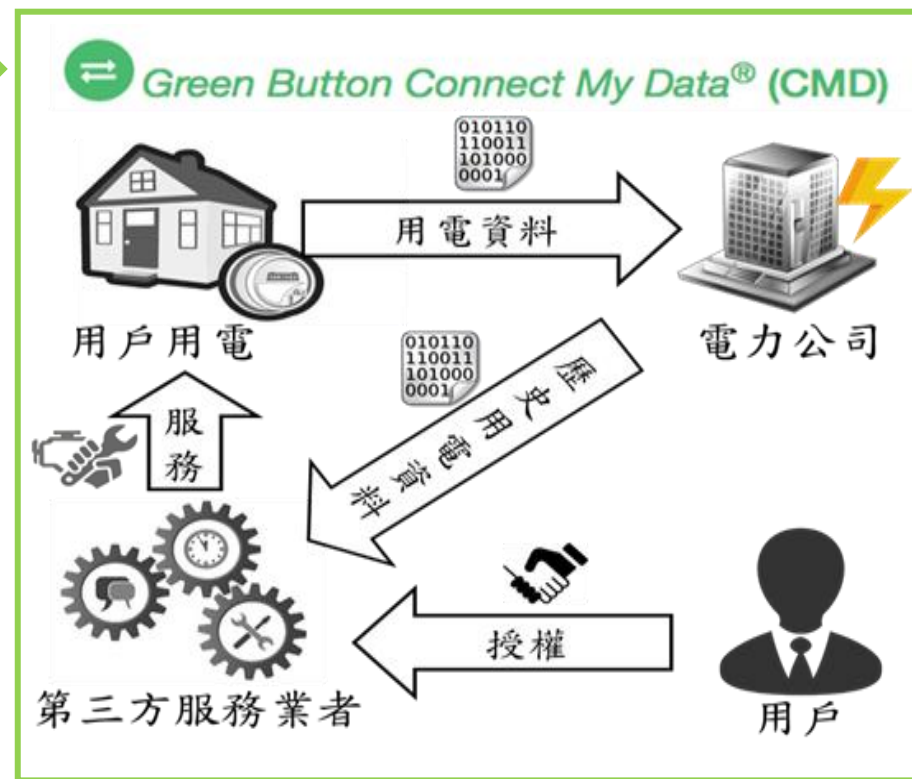 Green Button Connect My Data® (CMD)
010110
110011
101000
0001
用電資料
用戶用電
電力公司
010110
110011
101000
0001
歷史用電資料
服務
第三方服務業者
授權
用戶